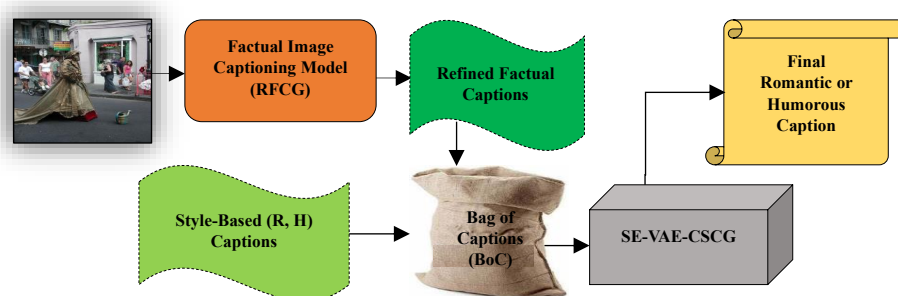 Factual Image
Captioning Model
(RFCG)
Refined Factual
Captions
Final
Romantic or
Humorous
Caption
Style-Based (R, H)
Captions
Bag of
Captions
(BoC)
SE-VAE-CSCG